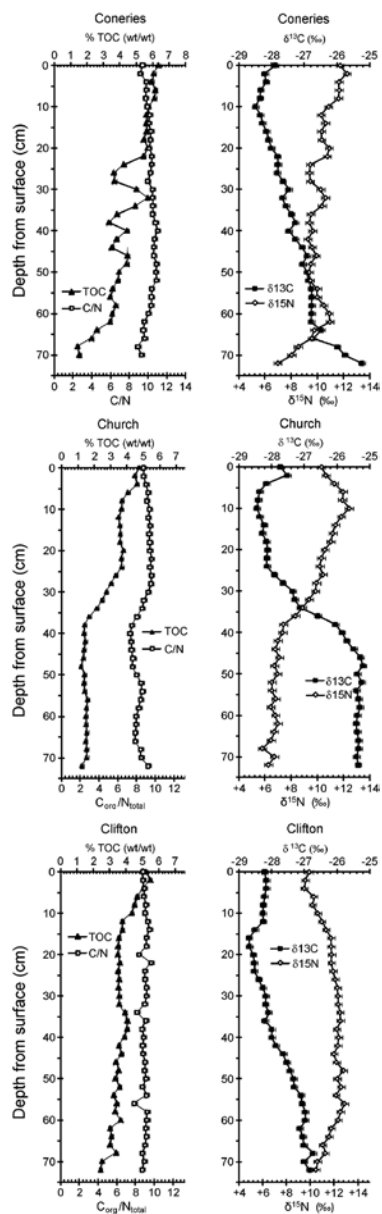 Coneries
% TOC (wt/wt)
0 1 2 3 4 5 6 7 8
δ¹³C (‰)
-29 -28 -27 -26 -25
Depth from surface (cm)
0
10
20
30
40
50
60
70
TOC
C/N
δ13C
δ15N
0 2 4 6 8 10 12 14
C/N
+4 +6 +8 +10 +12 +14
δ¹⁵N (‰)
Church
% TOC (wt/wt)
0 1 2 3 4 5 6 7
δ¹³C (‰)
-29 -28 -27 -26 -25
Depth from surface (cm)
0
10
20
30
40
50
60
70
TOC
C/N
δ13C
δ15N
0 2 4 6 8 10 12
Corg/Ntotal
+4 +6 +8 +10 +12 +14
δ¹⁵N (‰)
Clifton
% TOC (wt/wt)
0 1 2 3 4 5 6 7
δ¹³C (‰)
-29 -28 -27 -26 -25
Depth from surface (cm)
0
10
20
30
40
50
60
70
TOC
C/N
δ13C
δ15N
0 2 4 6 8 10 12
Corg/Ntotal
+4 +6 +8 +10 +12 +14
δ¹⁵N (‰)